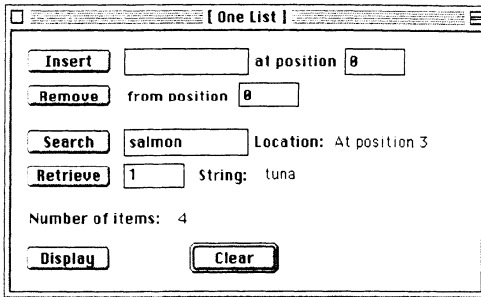 [ One List ]
Insert at position 0
Remove from position 0
Search salmon Location: At position 3
Retrieve 1 String: tuna
Number of items: 4
Display Clear